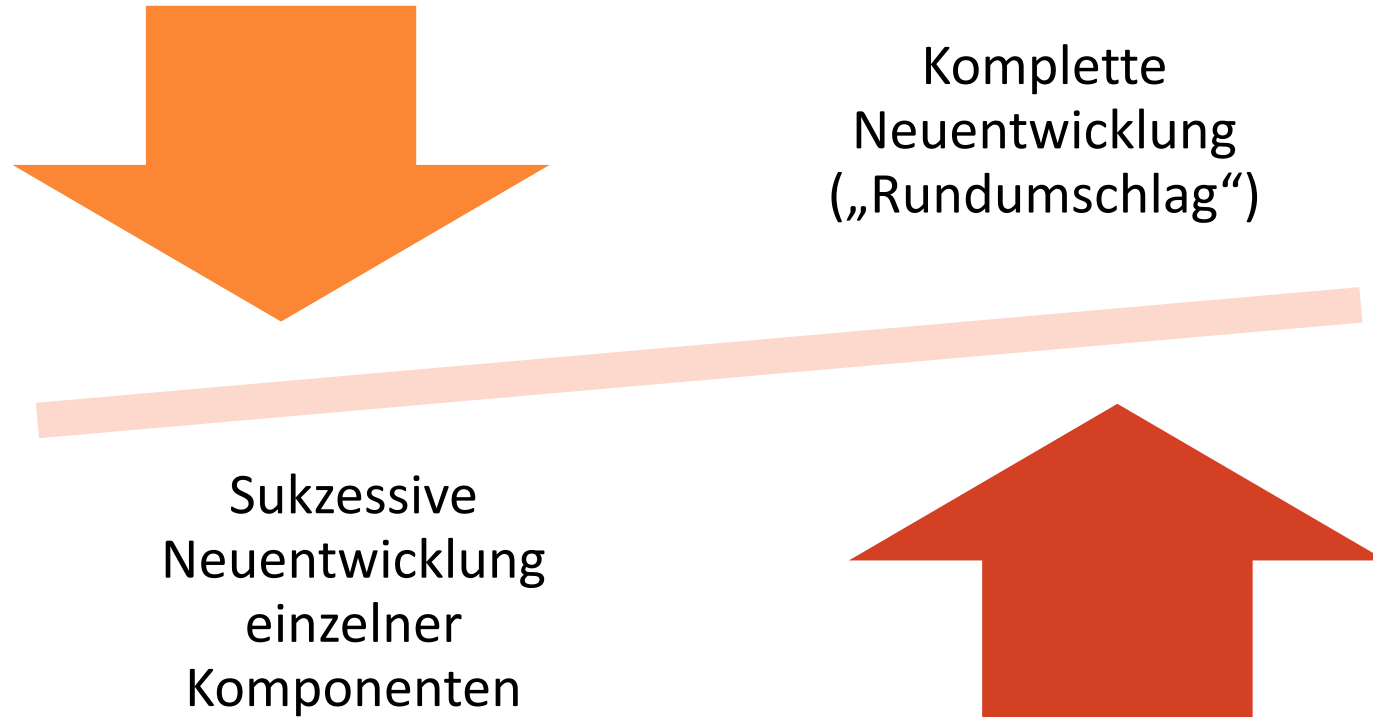 Komplette
Neuentwicklung
(„Rundumschlag“)
Sukzessive
Neuentwicklung
einzelner
Komponenten